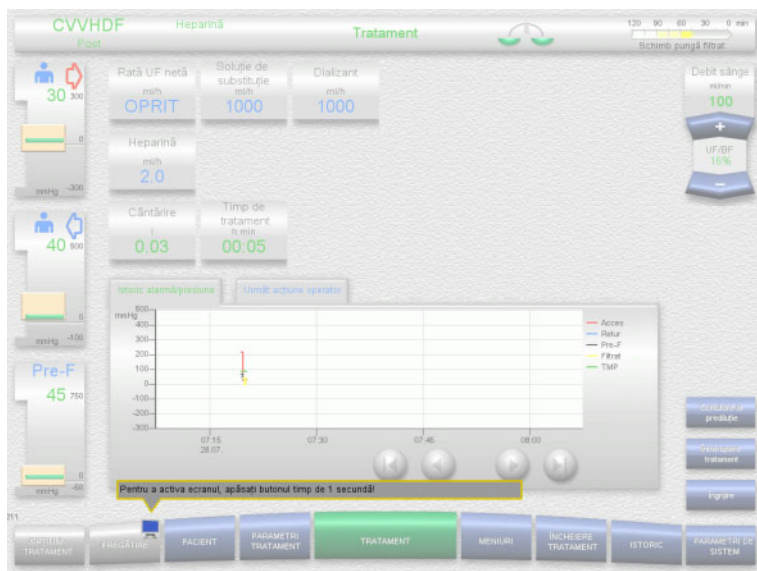 CVVHDF
Post
Heparină
Tratament
120 90 60 30 0 min
Schimb pungă filtrat
30 300
0
mmHg -300
Rată UF netă
ml/h
OPRIT
Soluție de
substituție
ml/h
1000
Dializant
ml/h
1000
Debit sânge
ml/min
100
+
UF/BF
16%
−
Heparină
ml/h
2.0
40 500
0
mmHg -100
Cântărire
l
0.03
Timp de
tratament
h:min
00:05
Istoric alarmă/presiune
Următ acțiune operator
mmHg
500
400
300
200
100
0
-100
-200
-300
07:15
28.07.
07:30
07:45
08:00
Acces
Retur
Pre-F
Filtrat
TMP
Pre-F
45 750
0
mmHg -50
prediluție
tratament
Îngrijire
Pentru a activa ecranul, apăsați butonul timp de 1 secundă!
211
TRATAMENT
PREGĂTIRE
PACIENT
PARAMETRI
TRATAMENT
TRATAMENT
MENIURI
ÎNCHEIERE
TRATAMENT
ISTORIC
PARAMETRI DE
SISTEM